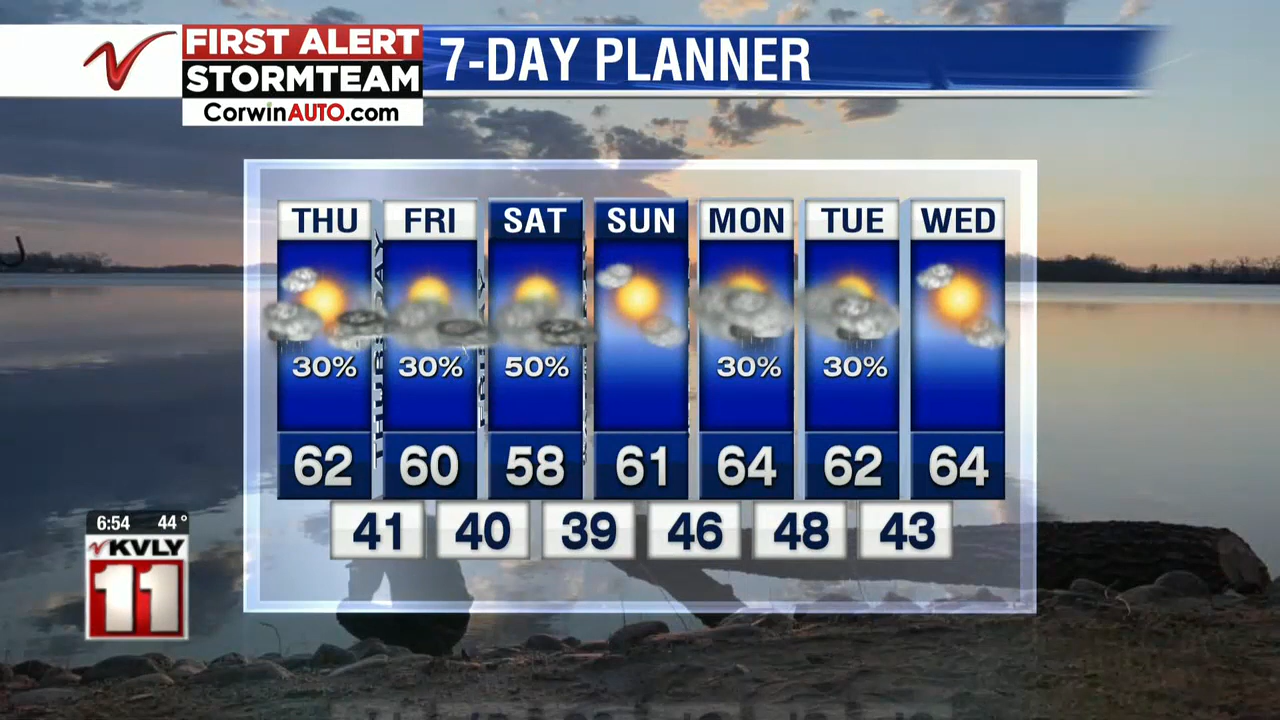 FIRST ALERT
STORMTEAM
CorwinAUTO.com
7-DAY PLANNER
THU FRI SAT SUN MON TUE WED
THURSDAY FRIDAY
30% 30% 50% 30% 30%
62 60 58 61 64 62 64
41 40 39 46 48 43
6:54 44°
KVLY
11